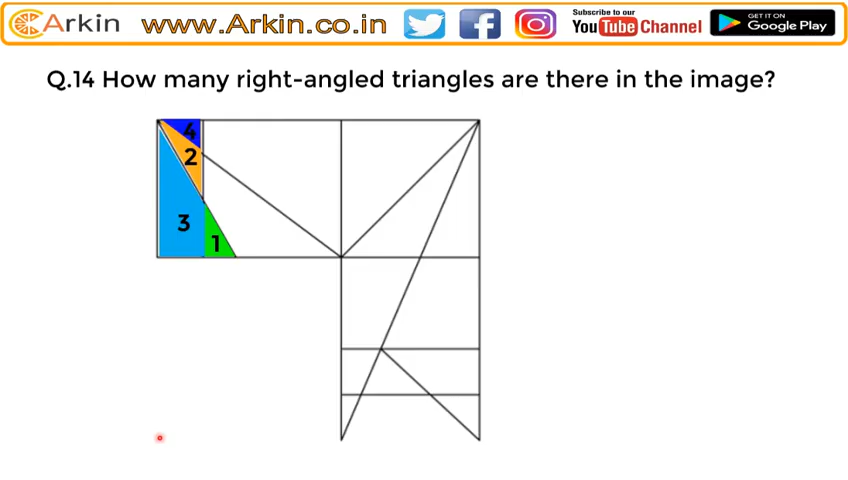 Arkin www.Arkin.co.in Subscribe to our YouTube Channel GET IT ON Google Play
Q.14 How many right-angled triangles are there in the image?
4
2
3
1